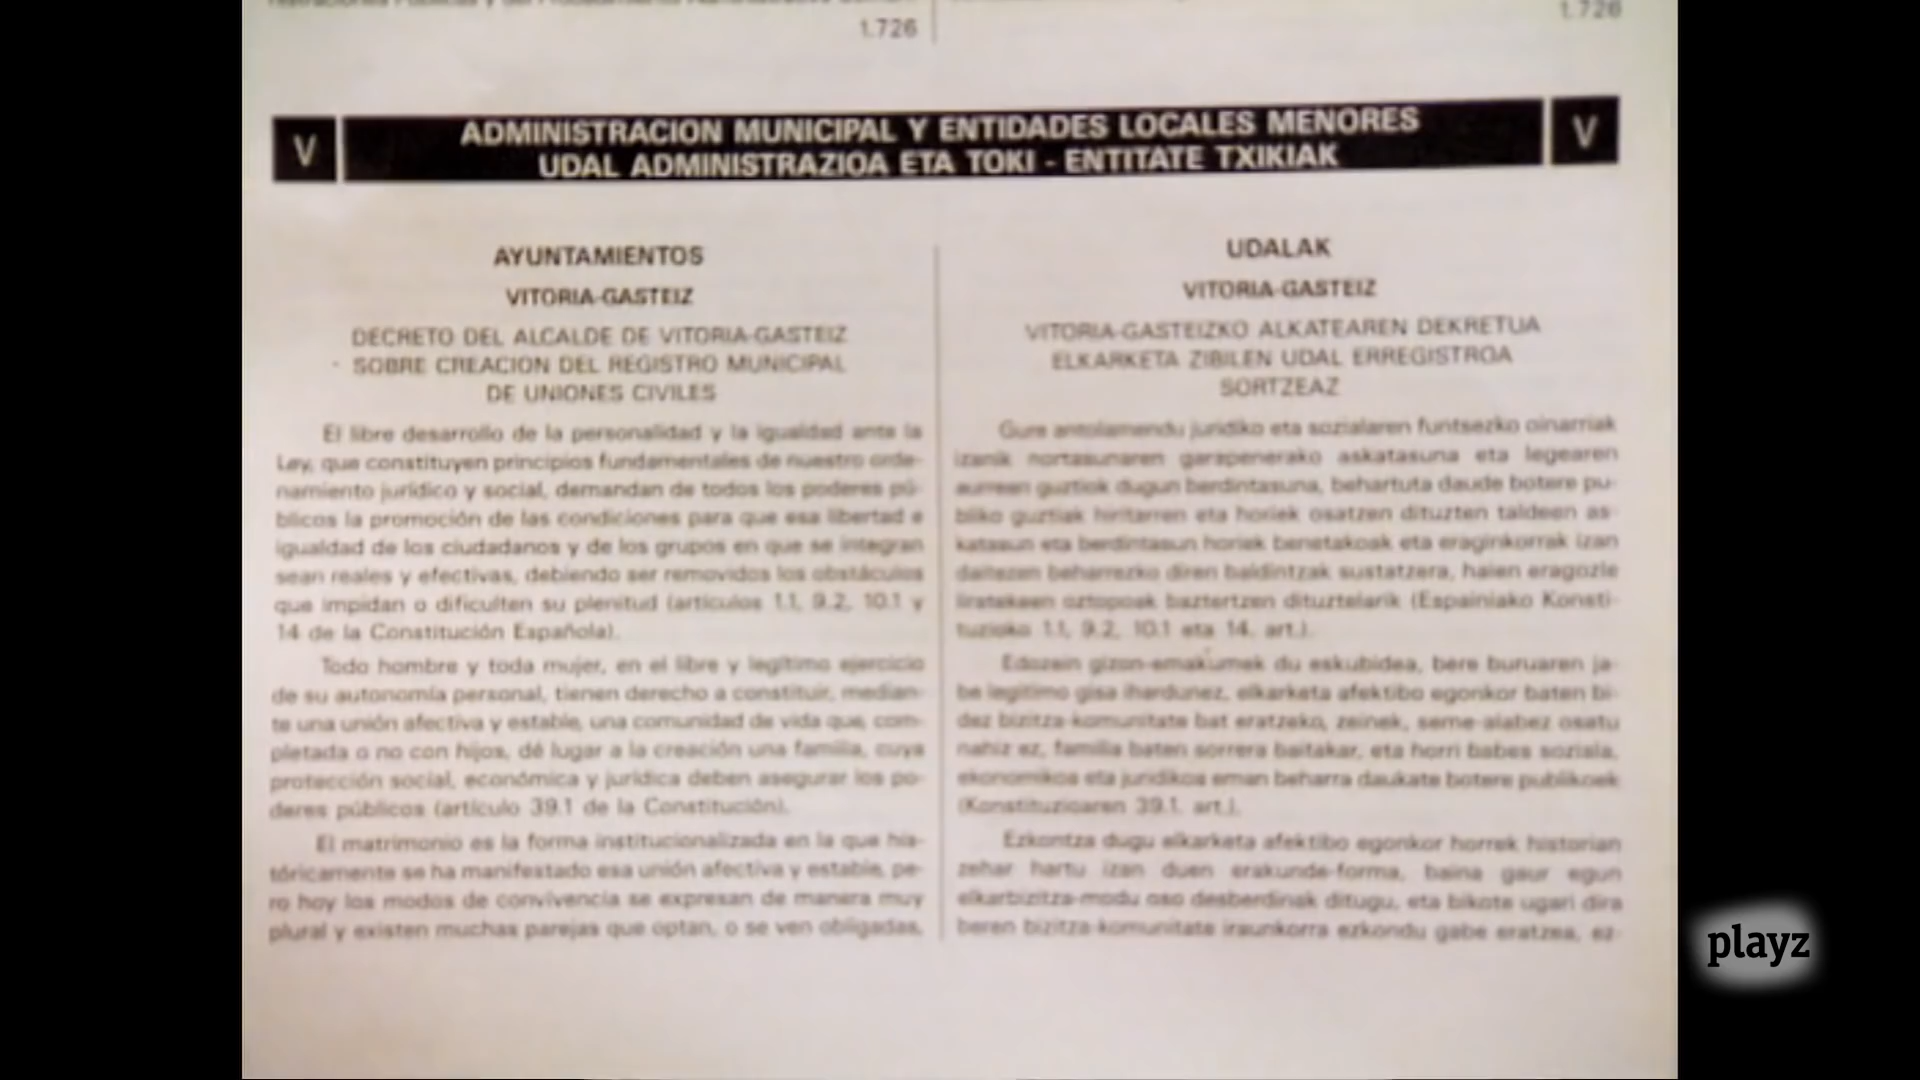 1.726
1.726
V
ADMINISTRACION MUNICIPAL Y ENTIDADES LOCALES MENORES
UDAL ADMINISTRAZIOA ETA TOKI - ENTITATE TXIKIAK
V
AYUNTAMIENTOS
VITORIA-GASTEIZ
DECRETO DEL ALCALDE DE VITORIA-GASTEIZ
SOBRE CREACION DEL REGISTRO MUNICIPAL
DE UNIONES CIVILES
El libre desarrollo de la personalidad y la igualdad ante la
Ley, que constituyen principios fundamentales de nuestro orde-
namiento jurídico y social, demandan de todos los poderes pú-
blicos la promoción de las condiciones para que esa libertad e
igualdad de los ciudadanos y de los grupos en que se integran
sean reales y efectivas, debiendo ser removidos los obstáculos
que impidan o dificulten su plenitud (artículos 1.1, 9.2, 10.1 y
14 de la Constitución Española).
Todo hombre y toda mujer, en el libre y legítimo ejercicio
de su autonomía personal, tienen derecho a constituir, median-
te una unión afectiva y estable, una comunidad de vida que, com-
pletada o no con hijos, dé lugar a la creación una familia, cuya
protección social, económica y jurídica deben asegurar los po-
deres públicos (artículo 39.1 de la Constitución).
El matrimonio es la forma institucionalizada en la que his-
tóricamente se ha manifestado esa unión afectiva y estable, pe-
ro hoy los modos de convivencia se expresan de manera muy
plural y existen muchas parejas que optan, o se ven obligadas,
UDALAK
VITORIA-GASTEIZ
VITORIA-GASTEIZKO ALKATEAREN DEKRETUA
ELKARKETA ZIBILEN UDAL ERREGISTROA
SORTZEAZ
Gure antolamendu juridiko eta sozialaren funtsezko oinarriak
izanik nortasunaren garapenerako askatasuna eta legearen
aurrean guztiok dugun berdintasuna, behartuta daude botere pu-
bliko guztiak hiritarren eta horiek osatzen dituzten taldeen as-
katasun eta berdintasun horiek benetakoak eta eraginkorrak izan
daitezen beharrezko diren baldintzak sustatzera, haien eragozle
liratekeen oztopoak baztertzen dituztelarik (Espainiako Konsti-
tuzioko 1.1, 9.2, 10.1 eta 14. art.).
Edozein gizon-emakumek du eskubidea, bere buruaren ja-
be legitimo gisa ihardunez, elkarketa afektibo egonkor baten bi-
dez bizitza-komunitate bat eratzeko, zeinek, seme-alabez osatu
nahiz ez, familia baten sorrera baitakar, eta horri babes soziala,
ekonomikoa eta juridikoa eman beharra daukate botere publikoek
(Konstituzioaren 39.1. art.).
Ezkontza dugu elkarketa afektibo egonkor horrek historian
zehar hartu izan duen erakunde-forma, baina gaur egun
elkarbizitza-modu oso desberdinak ditugu, eta bikote ugari dira
beren bizitza-komunitate iraunkorra ezkondu gabe eratzea, ez-
playz